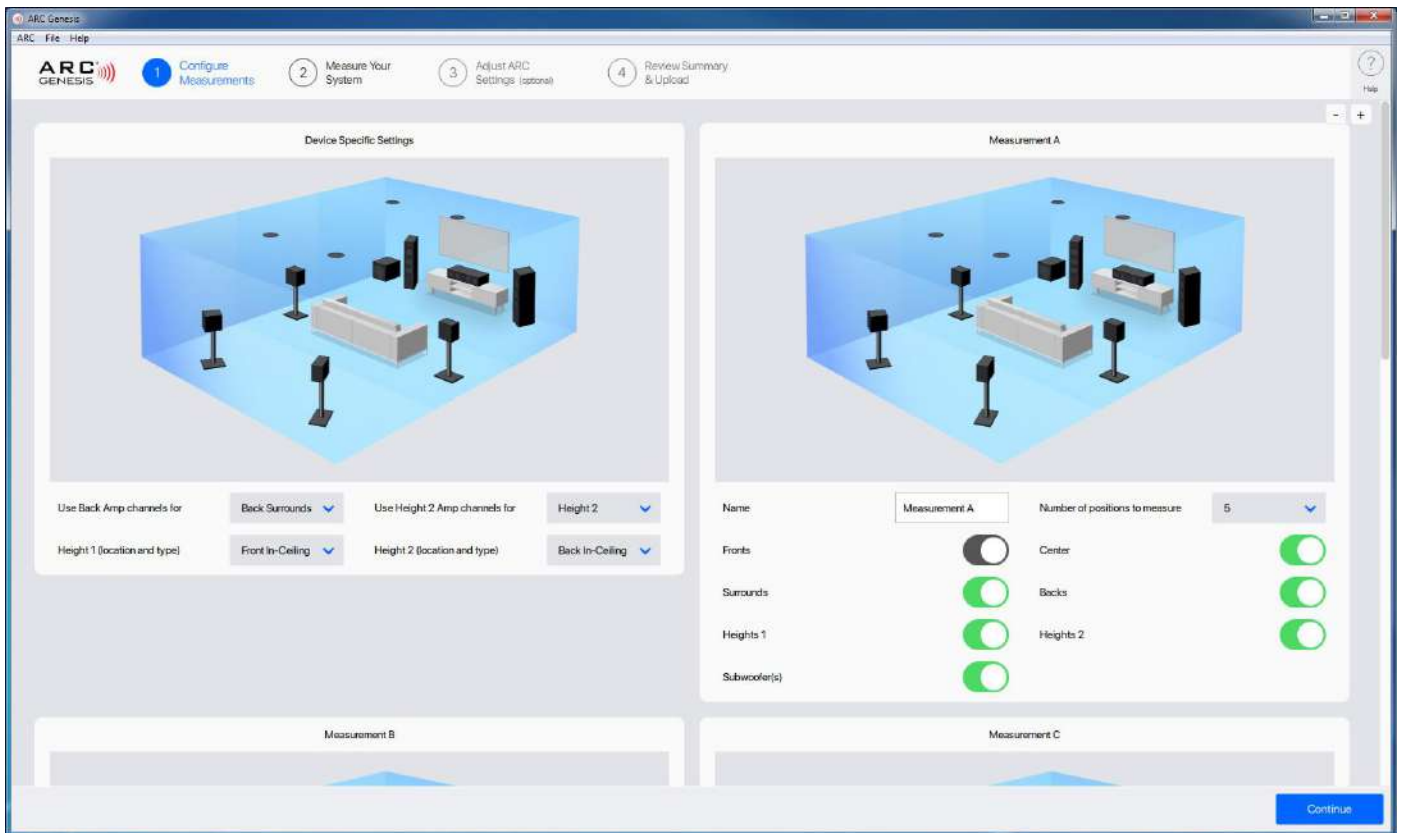 ARC Genesis
ARC File Help
ARC
GENESIS
1
Configure
Measurements
2
Measure Your
System
3
Adjust ARC
Settings (optional)
4
Review Summary
& Upload
?
Help
- +
Device Specific Settings
Use Back Amp channels for
Back Surrounds
Use Height 2 Amp channels for
Height 2
Height 1 (location and type)
Front In-Ceiling
Height 2 (location and type)
Back In-Ceiling
Measurement A
Name
Measurement A
Number of positions to measure
5
Fronts
Center
Surrounds
Backs
Heights 1
Heights 2
Subwoofer(s)
Measurement B
Measurement C
Continue